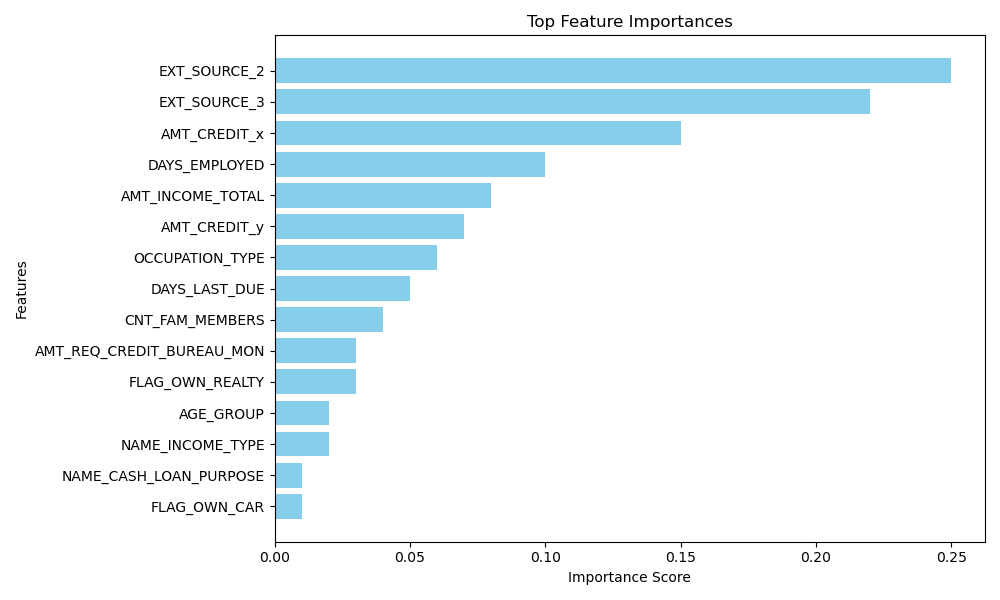 Top Feature Importances
Features
EXT_SOURCE_2
EXT_SOURCE_3
AMT_CREDIT_x
DAYS_EMPLOYED
AMT_INCOME_TOTAL
AMT_CREDIT_y
OCCUPATION_TYPE
DAYS_LAST_DUE
CNT_FAM_MEMBERS
AMT_REQ_CREDIT_BUREAU_MON
FLAG_OWN_REALTY
AGE_GROUP
NAME_INCOME_TYPE
NAME_CASH_LOAN_PURPOSE
FLAG_OWN_CAR
0.00 0.05 0.10 0.15 0.20 0.25
Importance Score